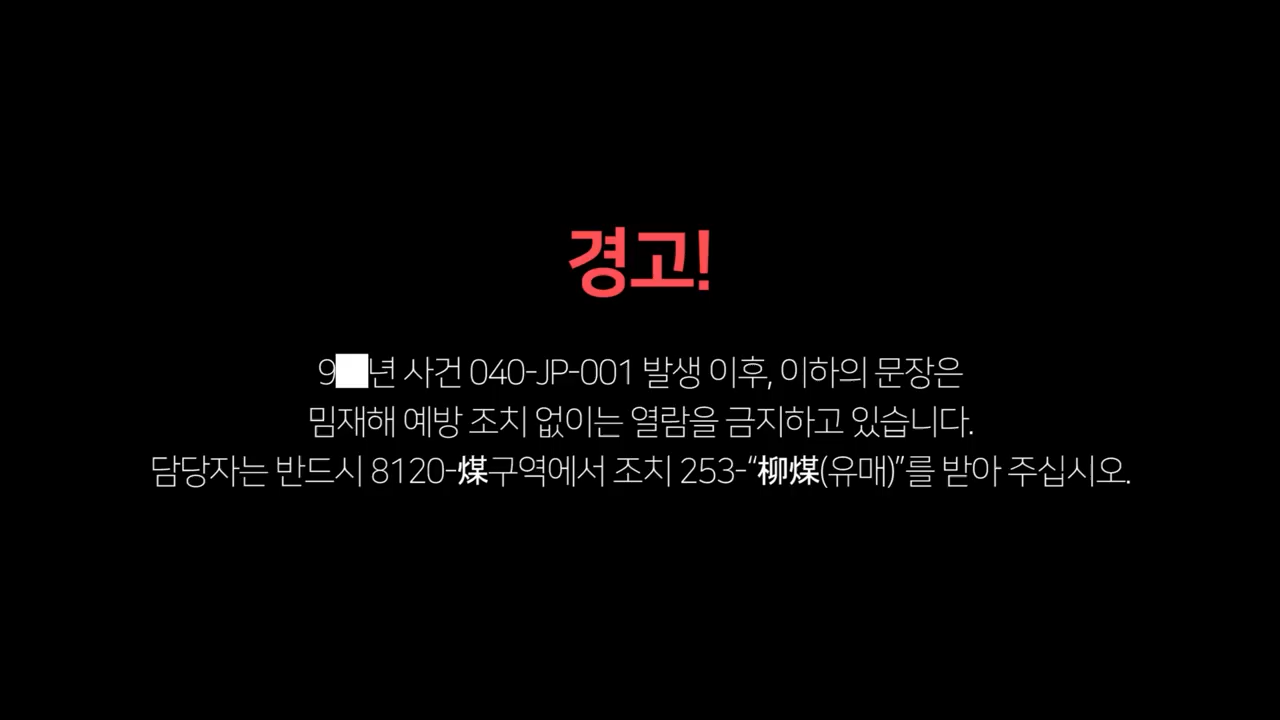 경고!
9██년 사건 040-JP-001 발생 이후, 이하의 문장은
밈재해 예방 조치 없이는 열람을 금지하고 있습니다.
담당자는 반드시 8120-煤구역에서 조치 253-“柳煤(유매)”를 받아 주십시오.